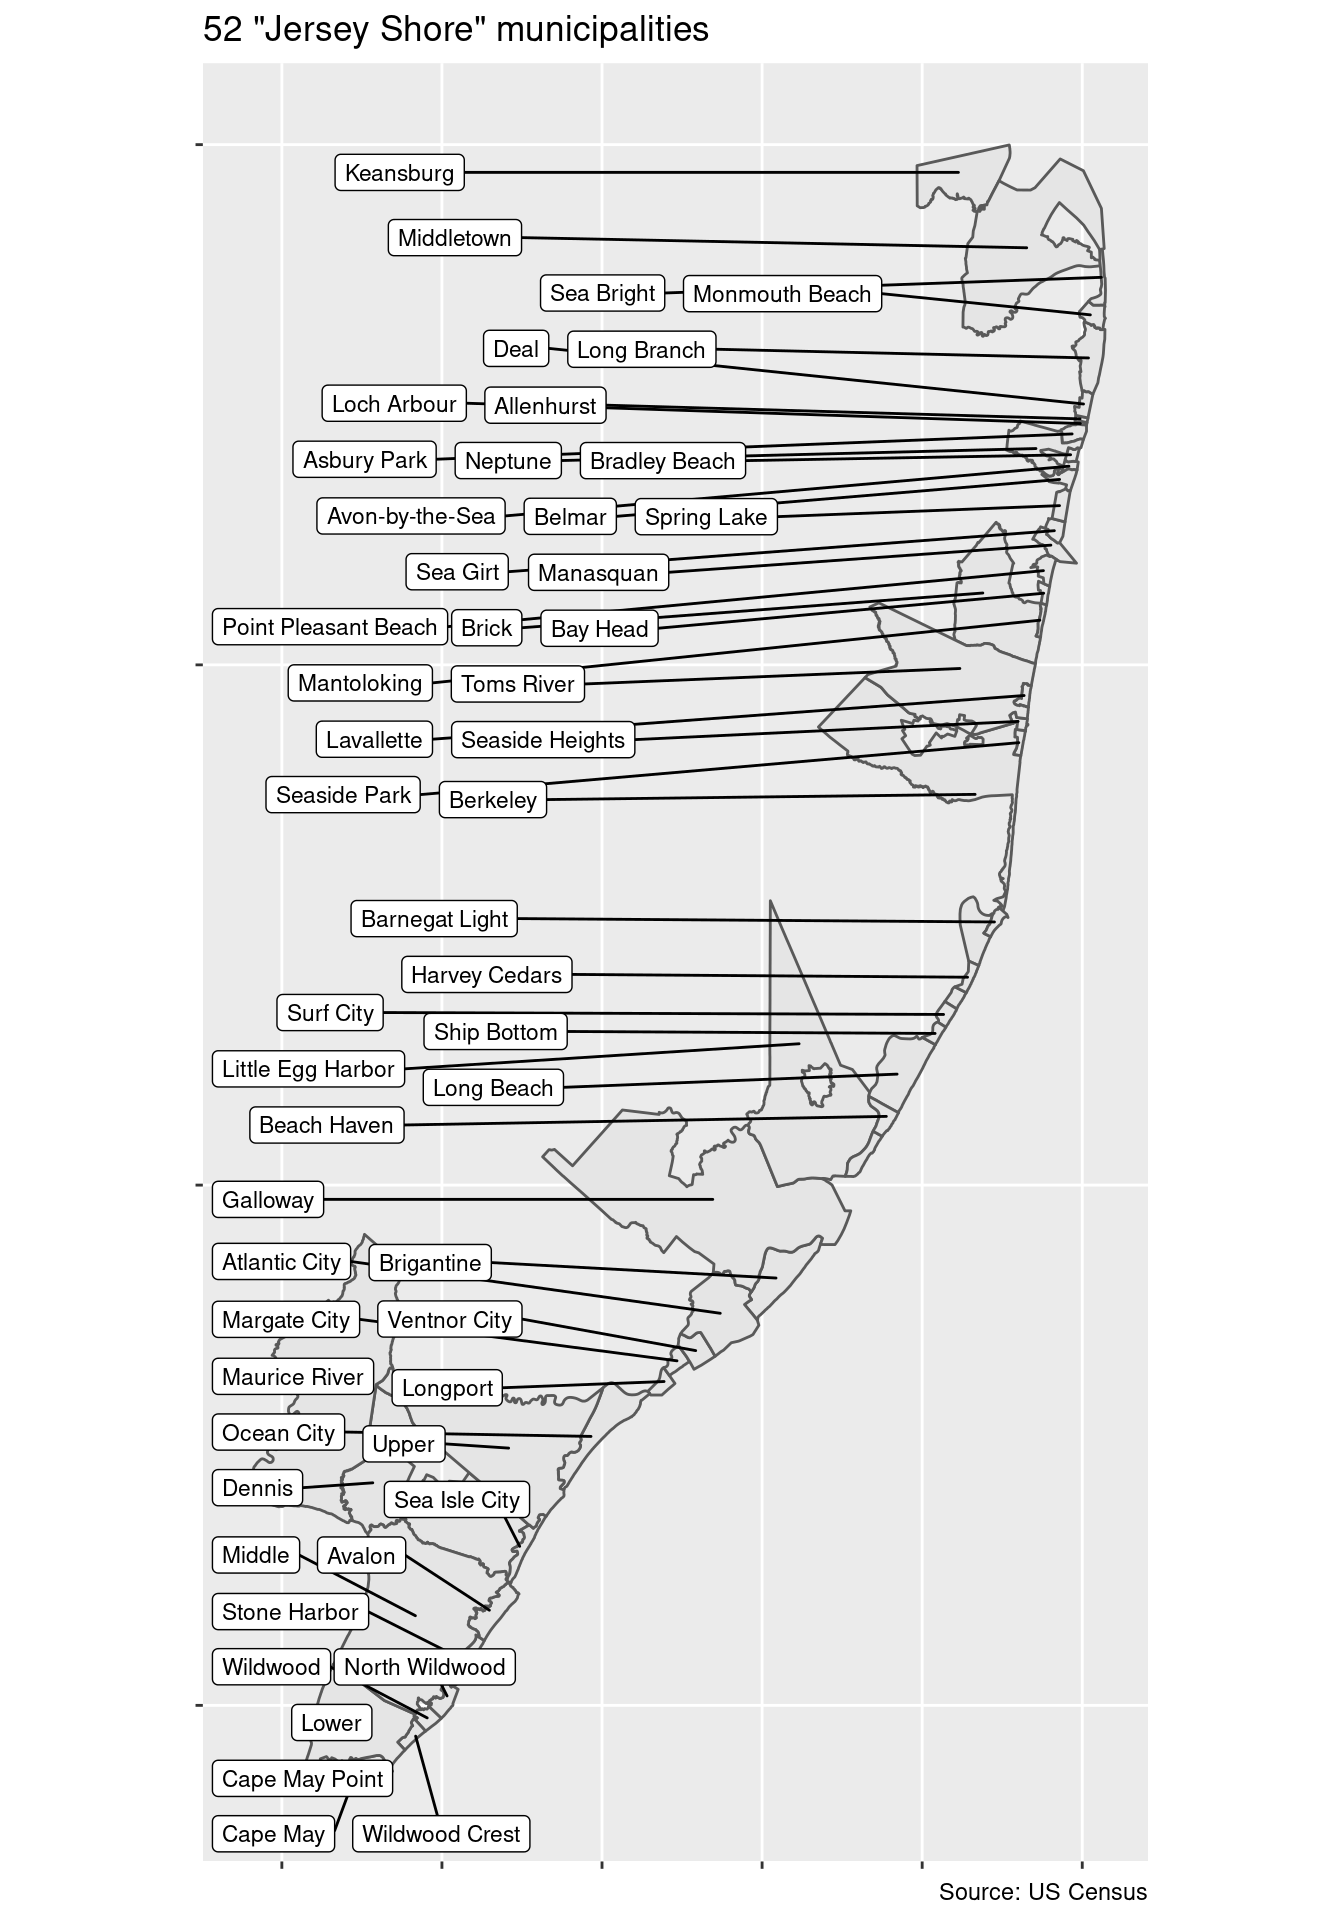 52 "Jersey Shore" municipalities
Keansburg
Middletown
Sea Bright
Monmouth Beach
Deal
Long Branch
Loch Arbour
Allenhurst
Asbury Park
Neptune
Bradley Beach
Avon-by-the-Sea
Belmar
Spring Lake
Sea Girt
Manasquan
Point Pleasant Beach
Brick
Bay Head
Mantoloking
Toms River
Lavallette
Seaside Heights
Seaside Park
Berkeley
Barnegat Light
Harvey Cedars
Surf City
Ship Bottom
Little Egg Harbor
Long Beach
Beach Haven
Galloway
Atlantic City
Brigantine
Margate City
Ventnor City
Maurice River
Longport
Ocean City
Upper
Dennis
Sea Isle City
Middle
Avalon
Stone Harbor
Wildwood
North Wildwood
Lower
Cape May Point
Cape May
Wildwood Crest
Source: US Census